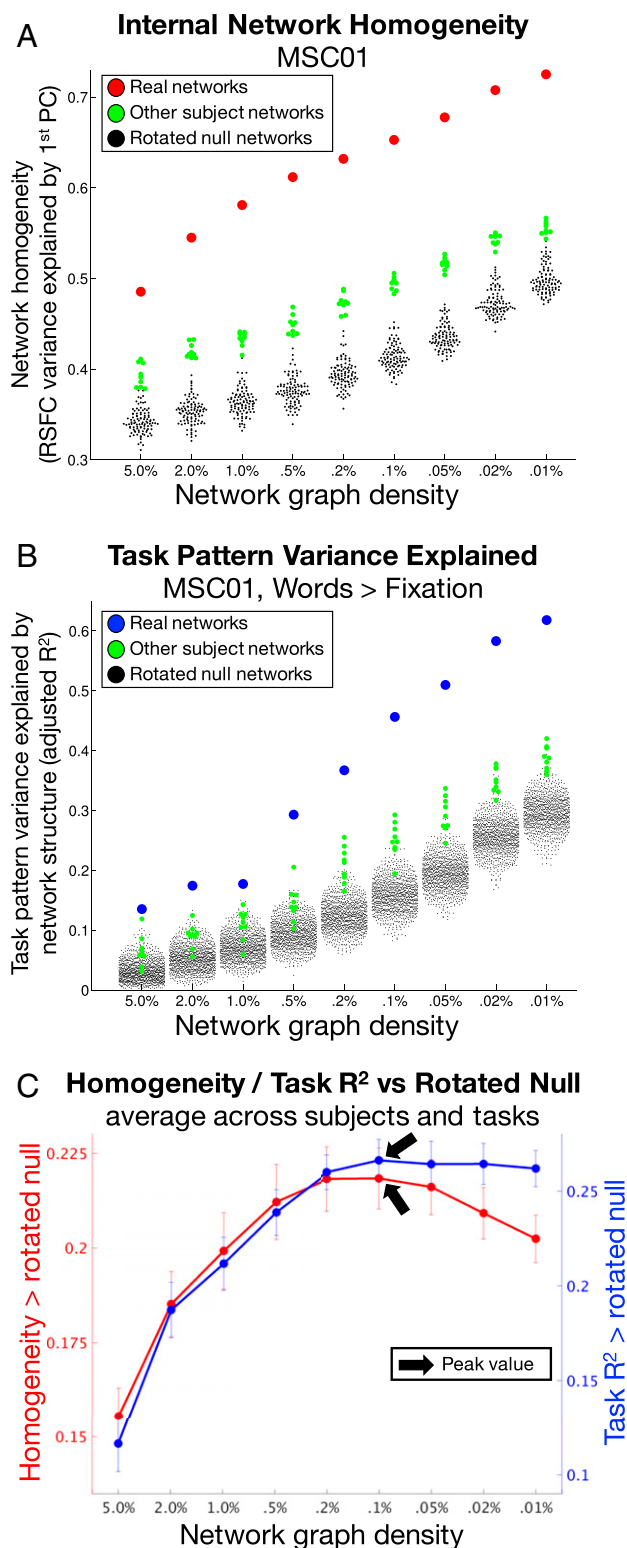 A
Internal Network Homogeneity
MSC01
Real networks
Other subject networks
Rotated null networks
Network homogeneity
(RSFC variance explained by 1st PC)
0.7
0.6
0.5
0.4
0.3
5.0% 2.0% 1.0% .5% .2% .1% .05% .02% .01%
Network graph density
B
Task Pattern Variance Explained
MSC01, Words > Fixation
Real networks
Other subject networks
Rotated null networks
Task pattern variance explained by
network structure (adjusted R²)
0.6
0.5
0.4
0.3
0.2
0.1
0
5.0% 2.0% 1.0% .5% .2% .1% .05% .02% .01%
Network graph density
C
Homogeneity / Task R² vs Rotated Null
average across subjects and tasks
Homogeneity > rotated null
0.225
0.2
0.175
0.15
Peak value
0.25
0.2
0.15
0.1
Task R² > rotated null
5.0% 2.0% 1.0% .5% .2% .1% .05% .02% .01%
Network graph density